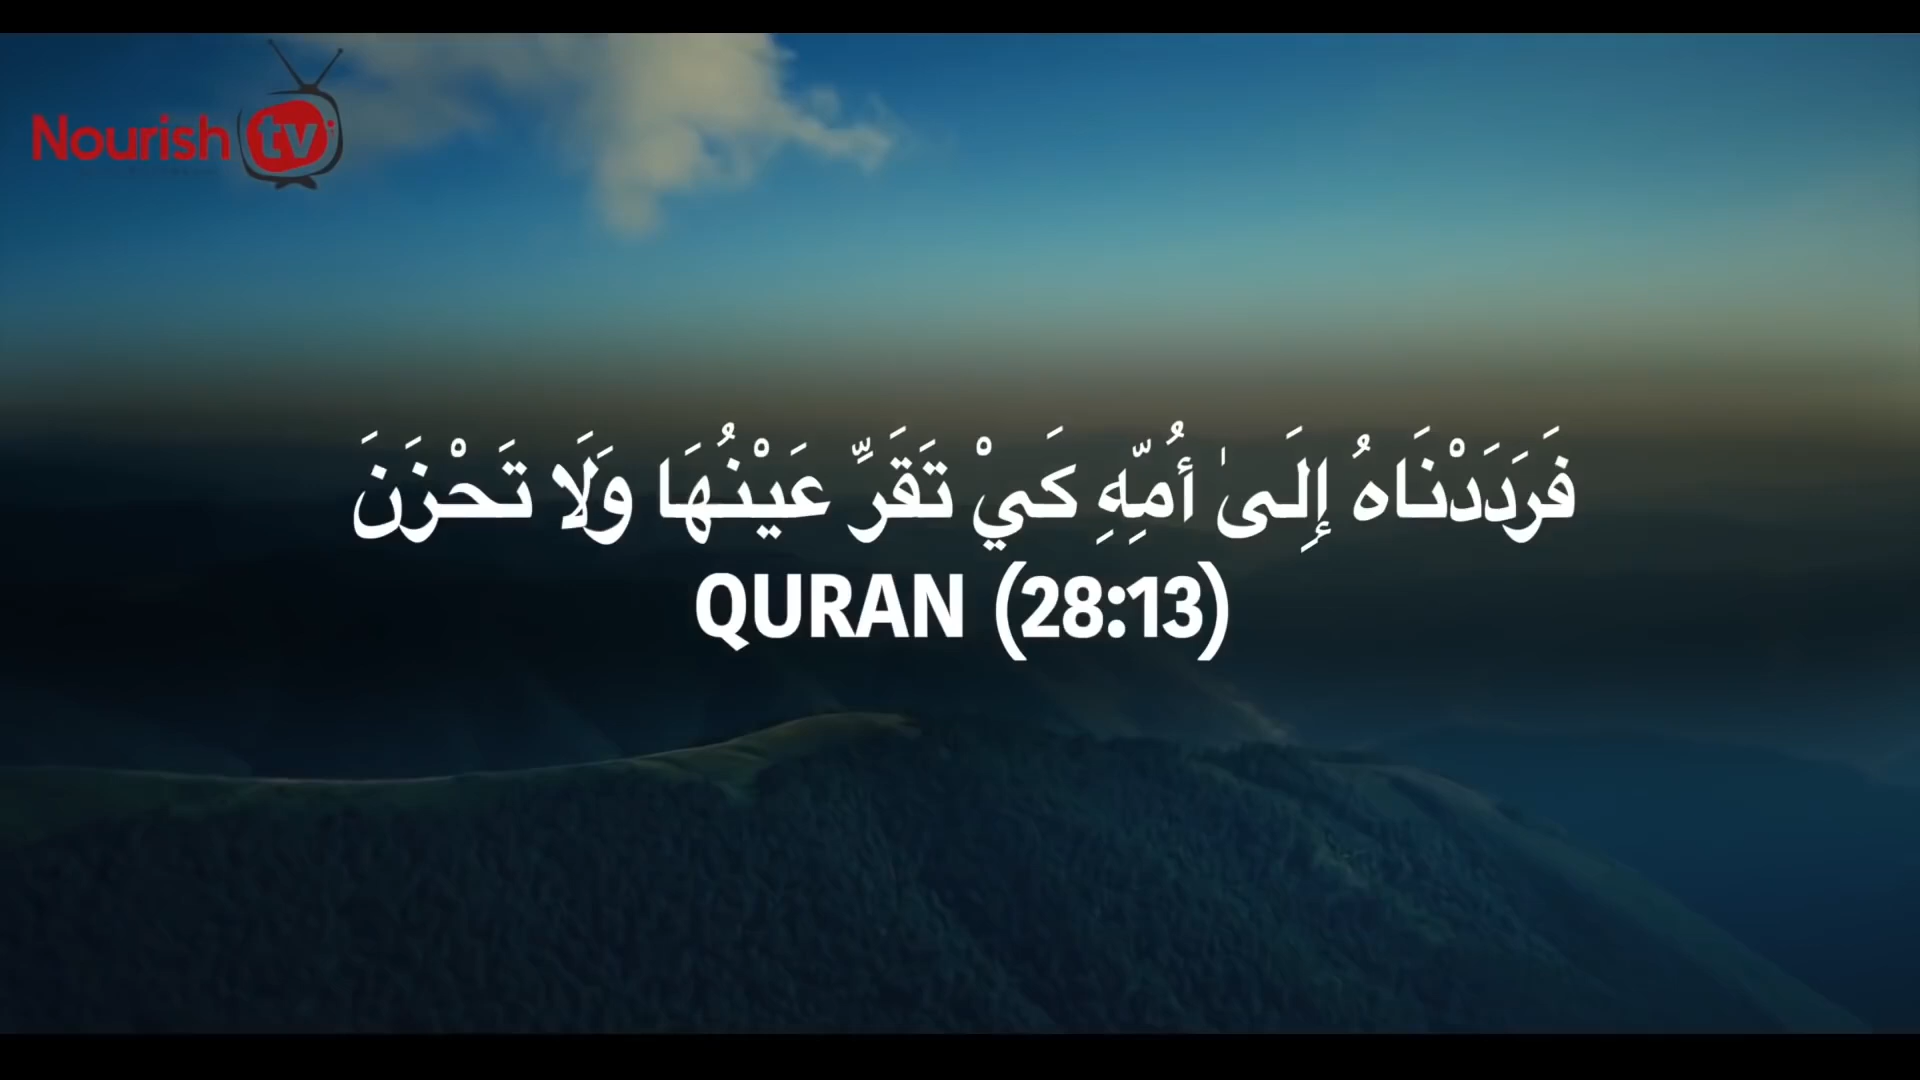 Nourish tv
فَرَدَدْنَاهُ إِلَىٰ أُمِّهِ كَيْ تَقَرَِّ عَيْنُهَا وَلَا تَحْزَنَ
QURAN (28:13)